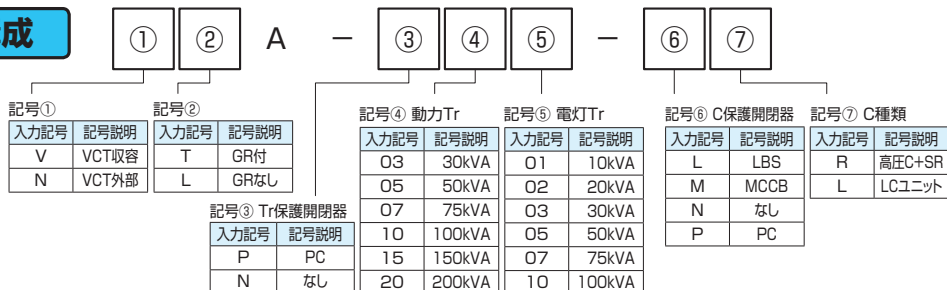 成
① ② A － ③ ④ ⑤ － ⑥ ⑦
記号①
入力記号 記号説明
V VCT収容
N VCT外部
記号②
入力記号 記号説明
T GR付
L GRなし
記号③ Tr保護開閉器
入力記号 記号説明
P PC
N なし
記号④ 動力Tr
入力記号 記号説明
03 30kVA
05 50kVA
07 75kVA
10 100kVA
15 150kVA
20 200kVA
記号⑤ 電灯Tr
入力記号 記号説明
01 10kVA
02 20kVA
03 30kVA
05 50kVA
07 75kVA
10 100kVA
記号⑥ C保護開閉器
入力記号 記号説明
L LBS
M MCCB
N なし
P PC
記号⑦ C種類
入力記号 記号説明
R 高圧C+SR
L LCユニット